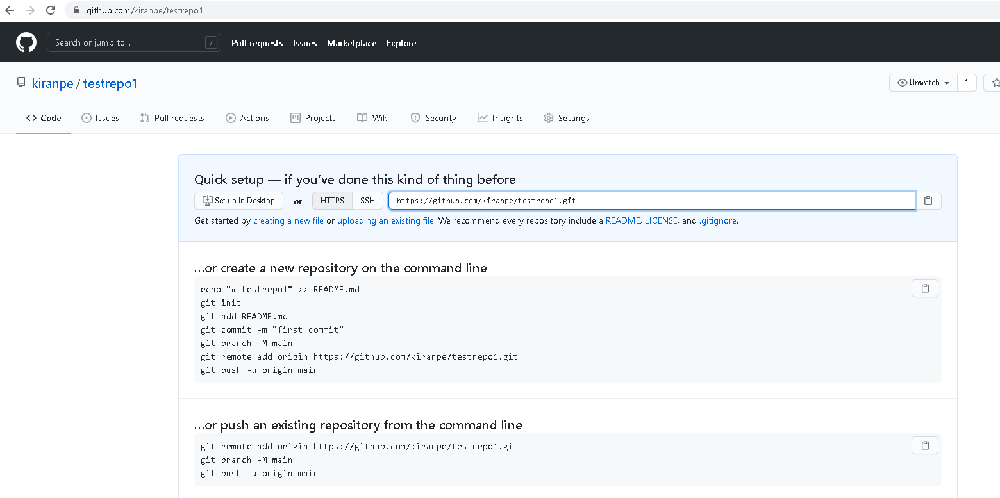 github.com/kiranpe/testrepo1
Search or jump to... /
Pull requests Issues Marketplace Explore
kiranpe / testrepo1
Unwatch 1
Code Issues Pull requests Actions Projects Wiki Security Insights Settings
Quick setup — if you've done this kind of thing before
Set up in Desktop or HTTPS SSH https://github.com/kiranpe/testrepo1.git
Get started by creating a new file or uploading an existing file. We recommend every repository include a README, LICENSE, and .gitignore.
…or create a new repository on the command line
echo "# testrepo1" >> README.md
git init
git add README.md
git commit -m "first commit"
git branch -M main
git remote add origin https://github.com/kiranpe/testrepo1.git
git push -u origin main
…or push an existing repository from the command line
git remote add origin https://github.com/kiranpe/testrepo1.git
git branch -M main
git push -u origin main